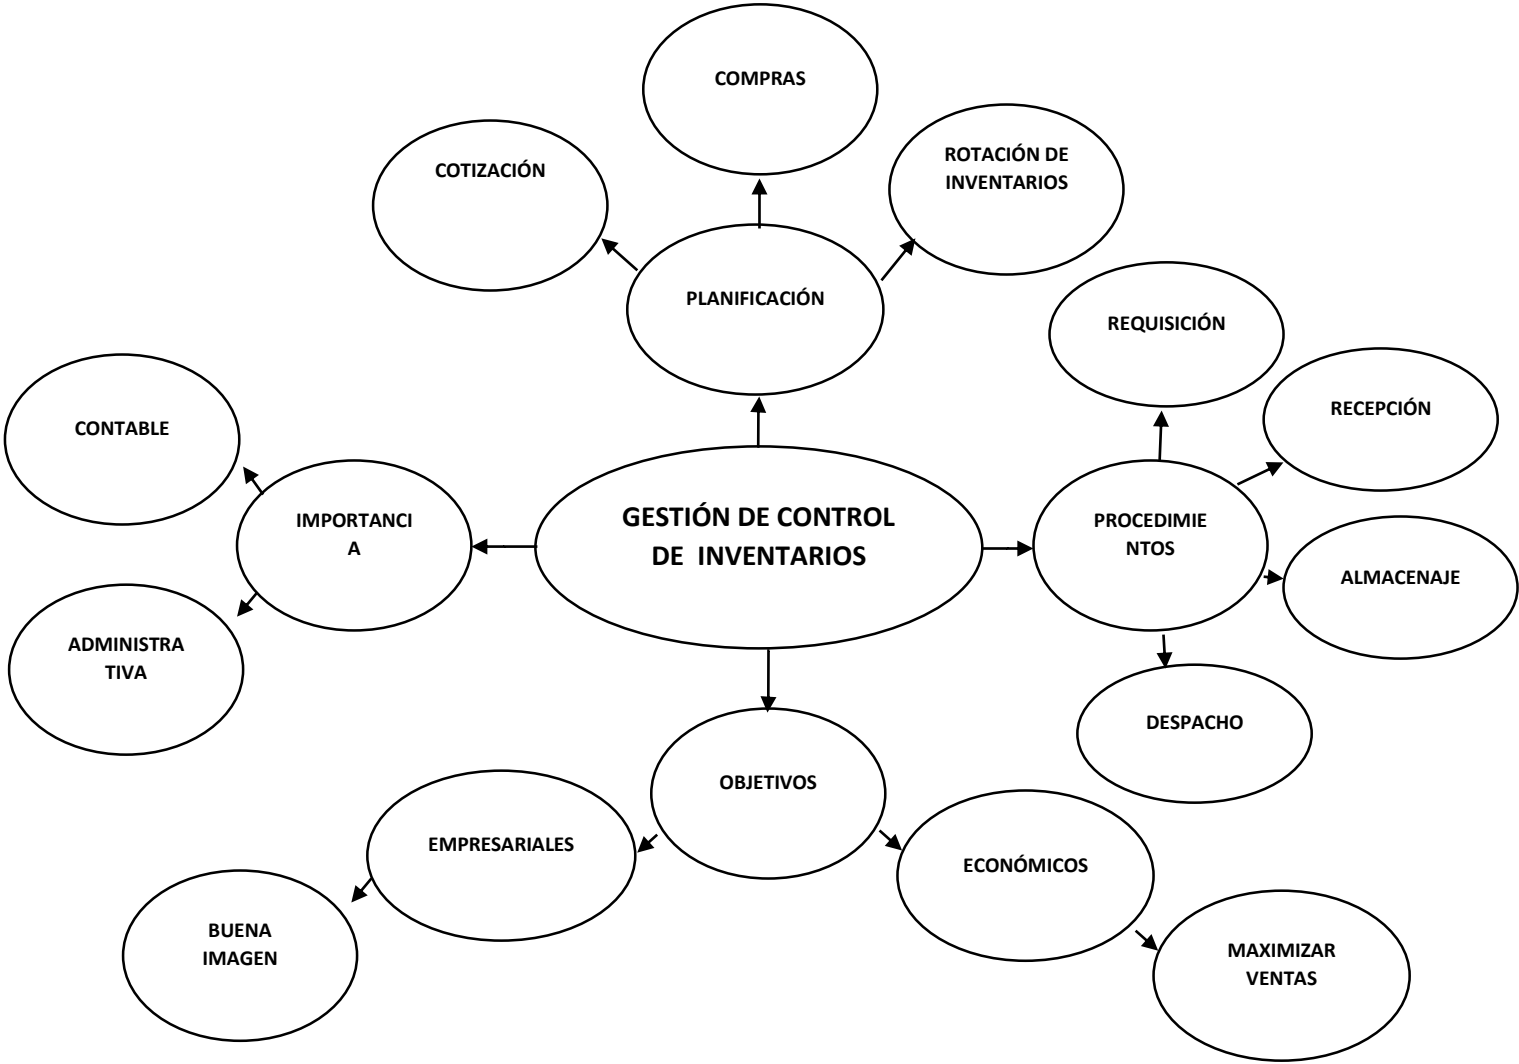 COMPRAS
COTIZACIÓN
ROTACIÓN DE
INVENTARIOS
PLANIFICACIÓN
REQUISICIÓN
RECEPCIÓN
CONTABLE
IMPORTANCI
A
GESTIÓN DE CONTROL
DE INVENTARIOS
PROCEDIMIE
NTOS
ALMACENAJE
ADMINISTRA
TIVA
DESPACHO
OBJETIVOS
EMPRESARIALES
ECONÓMICOS
BUENA
IMAGEN
MAXIMIZAR
VENTAS